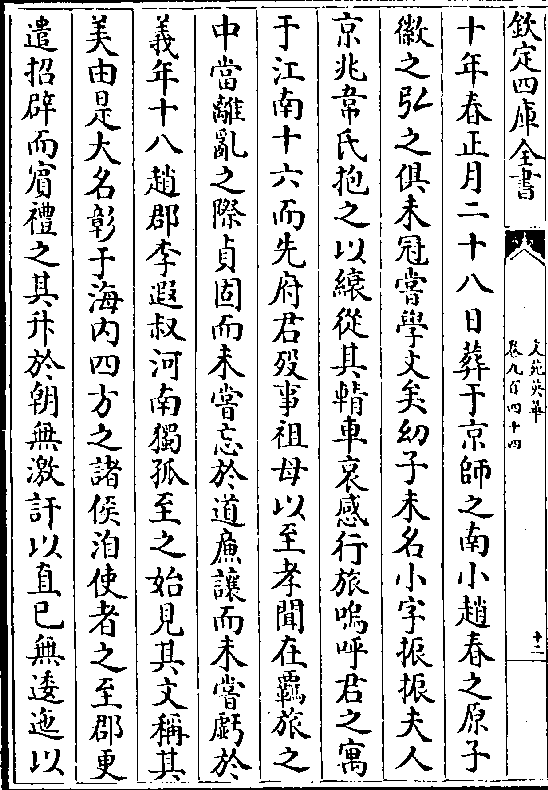 欽定四庫全書
文苑英華
卷九百四十四
十二
十年春正月二十八日葬于京師之南小趙春之原子
徽之弘之俱未冠嘗學文矣幼子未名小字振振夫人
京兆韋氏抱之以縗從其輤車哀感行旅嗚呼君之寓
于江南十六而先府君歿事祖母以至孝聞在羈旅之
中當離亂之際貞固而未嘗忘於道廉讓而未嘗虧於
義年十八趙郡李遐叔河南獨孤至之始見其文稱其
美由是大名彰于海内四方之諸侯洎使者之至郡更
遣招辟而賓禮之其升於朝無激訐以直已無逶迤以